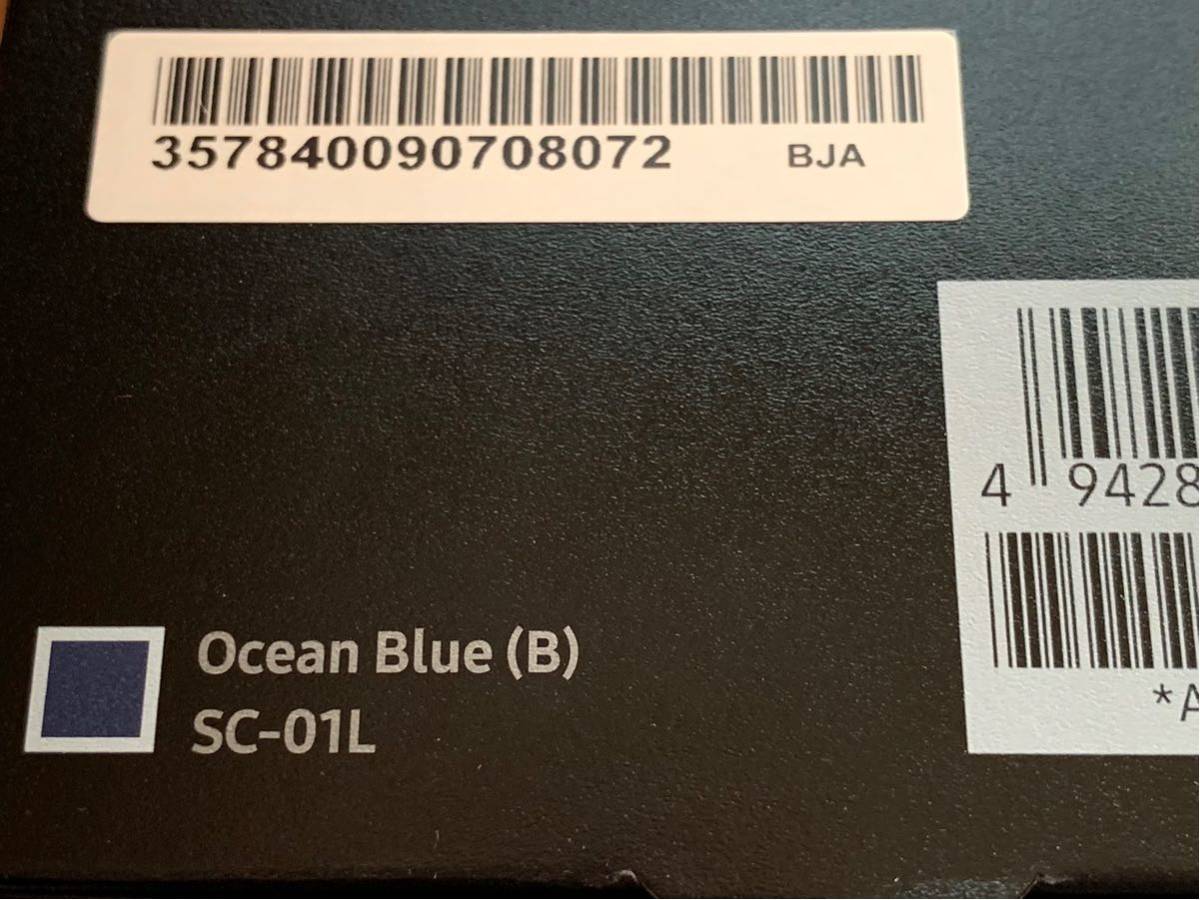 357840090708072 BJA
4 9428
*A
Ocean Blue (B)
SC-01L